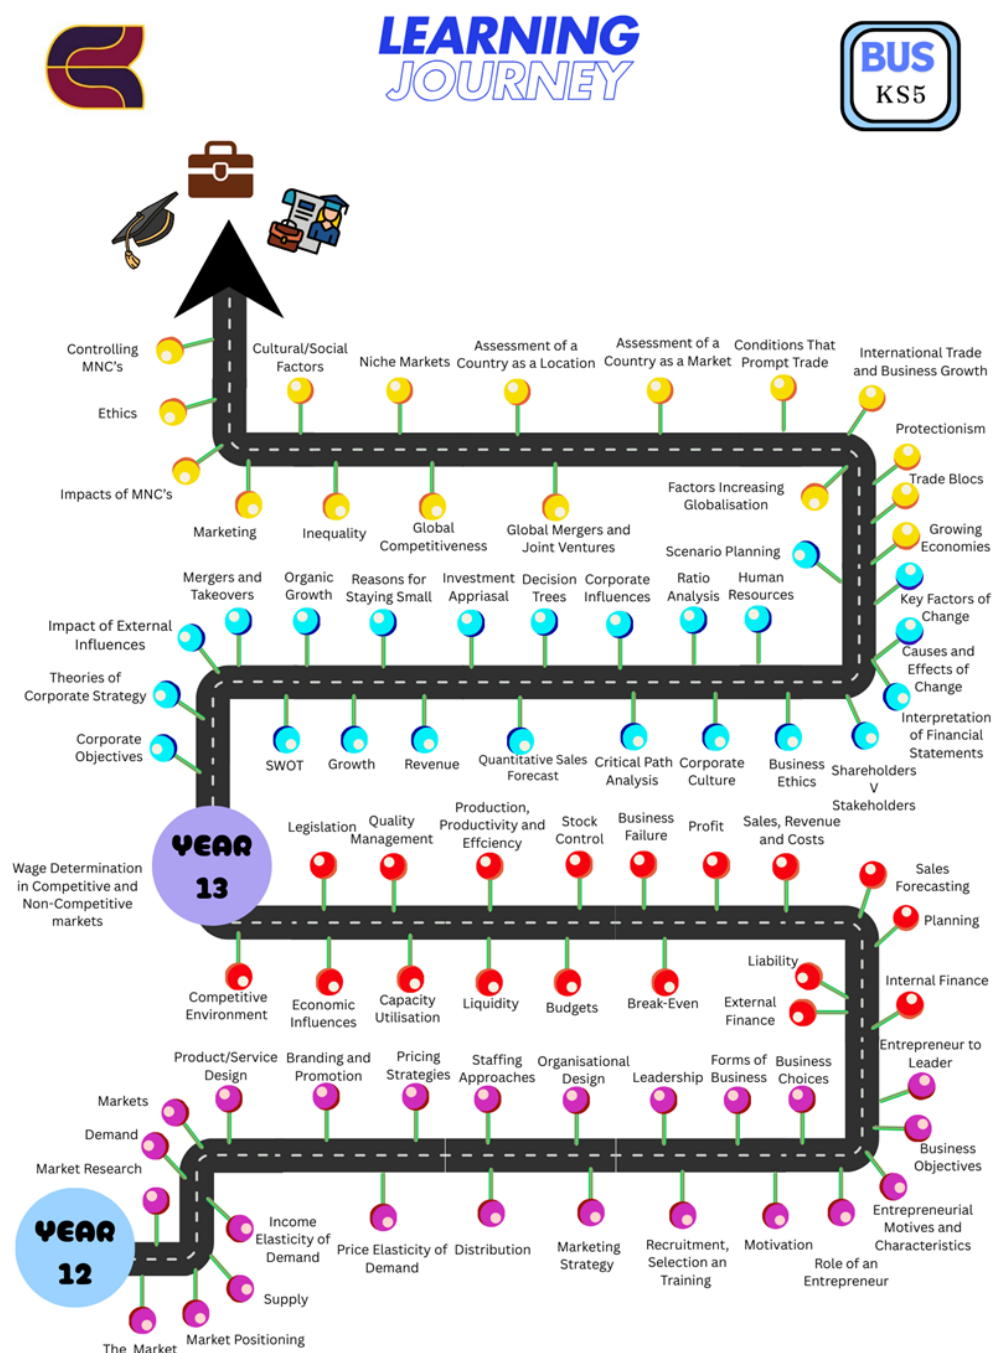 LEARNING
JOURNEY
BUS
KS5
Controlling
MNC's
Cultural/Social
Factors
Niche Markets
Assessment of a
Country as a Location
Assessment of a
Country as a Market
Conditions That
Prompt Trade
International Trade
and Business Growth
Ethics
Protectionism
Impacts of MNC's
Marketing
Inequality
Global
Competitiveness
Global Mergers and
Joint Ventures
Factors Increasing
Globalisation
Trade Blocs
Growing
Economies
Scenario Planning
Mergers and
Takeovers
Organic
Growth
Reasons for
Staying Small
Investment
Appriasal
Decision
Trees
Corporate
Influences
Ratio
Analysis
Human
Resources
Key Factors of
Change
Impact of External
Influences
Causes and
Effects of
Change
Theories of
Corporate Strategy
Interpretation
of Financial
Statements
Corporate
Objectives
SWOT
Growth
Revenue
Quantitative Sales
Forecast
Critical Path
Analysis
Corporate
Culture
Business
Ethics
Shareholders
V
Stakeholders
YEAR
13
Legislation
Quality
Management
Production,
Productivity and
Effciency
Stock
Control
Business
Failure
Profit
Sales, Revenue
and Costs
Sales
Forecasting
Wage Determination
in Competitive and
Non-Competitive
markets
Planning
Competitive
Environment
Economic
Influences
Capacity
Utilisation
Liquidity
Budgets
Break-Even
Liability
External
Finance
Internal Finance
Entrepreneur to
Leader
Product/Service
Design
Branding and
Promotion
Pricing
Strategies
Staffing
Approaches
Organisational
Design
Leadership
Forms of
Business
Business
Choices
Markets
Demand
Market Research
Business
Objectives
YEAR
12
Income
Elasticity of
Demand
Price Elasticity of
Demand
Distribution
Marketing
Strategy
Recruitment,
Selection an
Training
Motivation
Role of an
Entrepreneur
Entrepreneurial
Motives and
Characteristics
Supply
Market Positioning
The Market